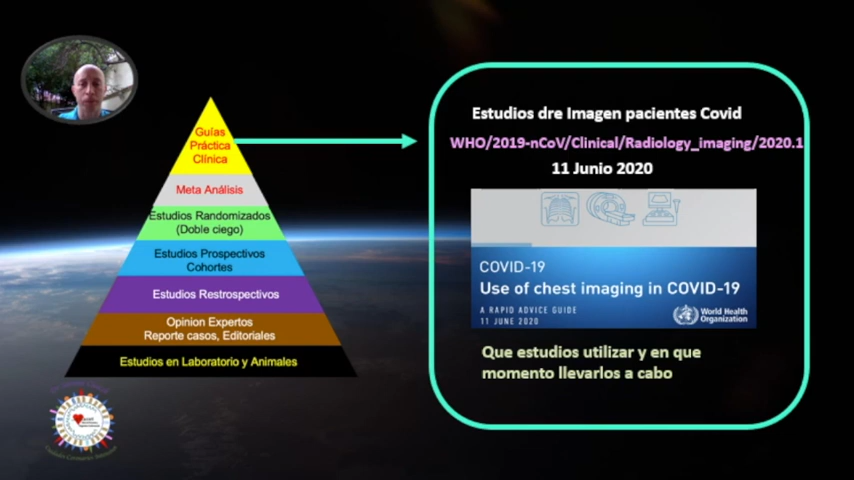 Guías
Práctica
Clínica
Meta Análisis
Estudios Randomizados
(Doble ciego)
Estudios Prospectivos
Cohortes
Estudios Restrospectivos
Opinion Expertos
Reporte casos, Editoriales
Estudios en Laboratorio y Animales
Estudios dre Imagen pacientes Covid
WHO/2019-nCoV/Clinical/Radiology_imaging/2020.1
11 Junio 2020
COVID-19
Use of chest imaging in COVID-19
A RAPID ADVICE GUIDE
11 JUNE 2020
World Health
Organization
Que estudios utilizar y en que
momento llevarlos a cabo